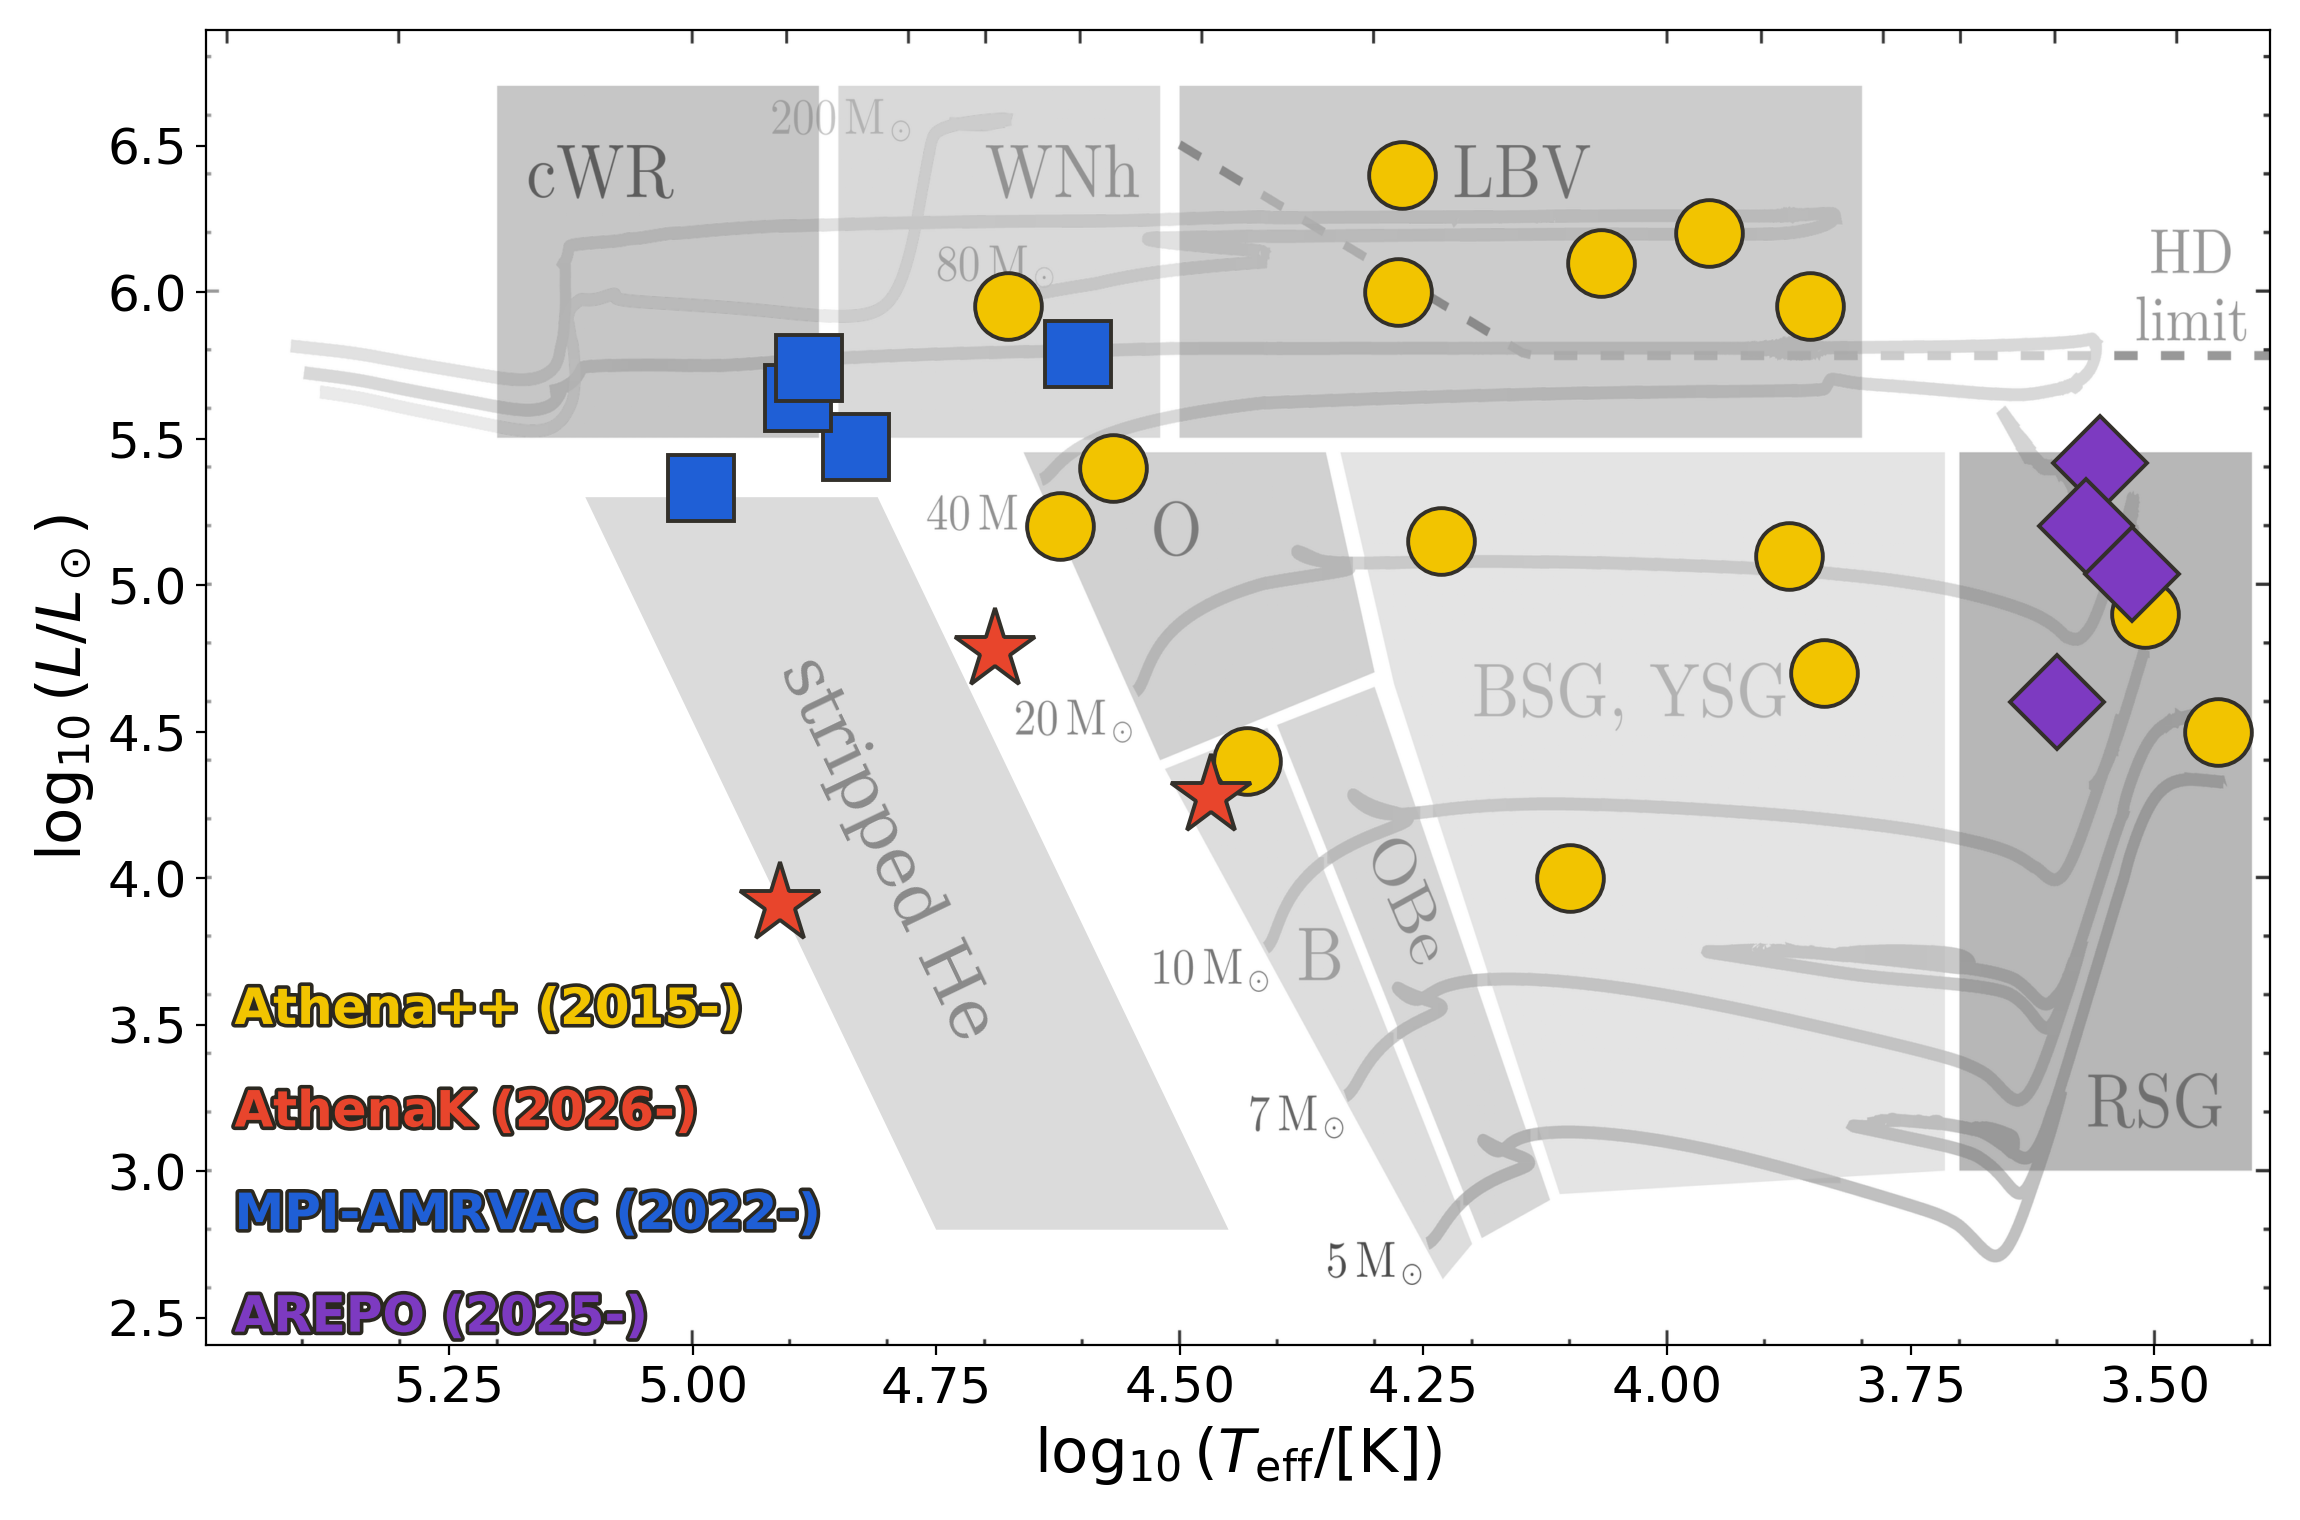 200 M⊙
cWR
WNh
LBV
80 M⊙
HD
limit
40 M
O
20 M⊙
BSG, YSG
stripped He
OBe
10 M⊙
B
7 M⊙
RSG
5 M⊙
Athena++ (2015-)
AthenaK (2026-)
MPI-AMRVAC (2022-)
AREPO (2025-)
6.5
6.0
5.5
5.0
4.5
4.0
3.5
3.0
2.5
log₁₀(L/L⊙)
5.25 5.00 4.75 4.50 4.25 4.00 3.75 3.50
log₁₀(T_eff/[K])